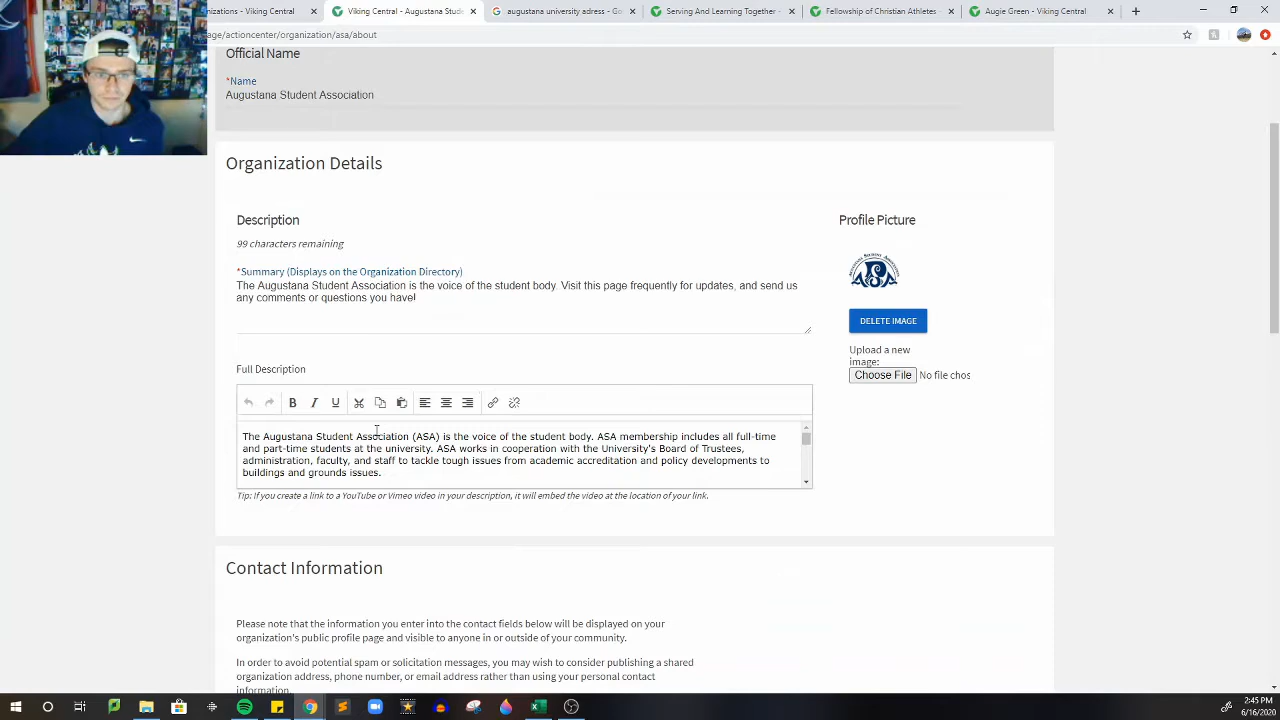 nizations - Viking Central
Viking Central - Augustana Stude
augustana university adress - Go
Serving And Learning Together -
Fellowship of Christian Athletes -
Augie Green - Viking Central
age/actioncenter/organization/asa/about
Official Name
*Name
Augustana Student Association
Organization Details
Description
99 characters remaining
*Summary (Displays on the Organization Directory)
The Augustana Student Association is the voice of the student body. Visit this page frequently for updates, and send us
any comments or questions you have!
Profile Picture
DELETE IMAGE
Upload a new
image:
Choose File No file chos
Full Description
B I U
The Augustana Student Association (ASA) is the voice of the student body. ASA membership includes all full-time
and part-time students at the university. ASA works in cooperation with the University's Board of Trustees,
administration, faculty, and staff to tackle tough issues from academic accreditation and policy developments to
buildings and grounds issues.
Tip: If you create a link to a YouTube or Vimeo video in your description, it will embed the video at the location of your link.
Contact Information
Please note that the information you enter into the contact fields below will be displayed on your
organization's public profile page and visible to anyone in or outside of your community.
In order to avoid potential spam or solicitation messages, you may wish to consider publishing a shared
organization address, phone number, or email address rather than using your personal contact
information.
2:45 PM
6/16/2020